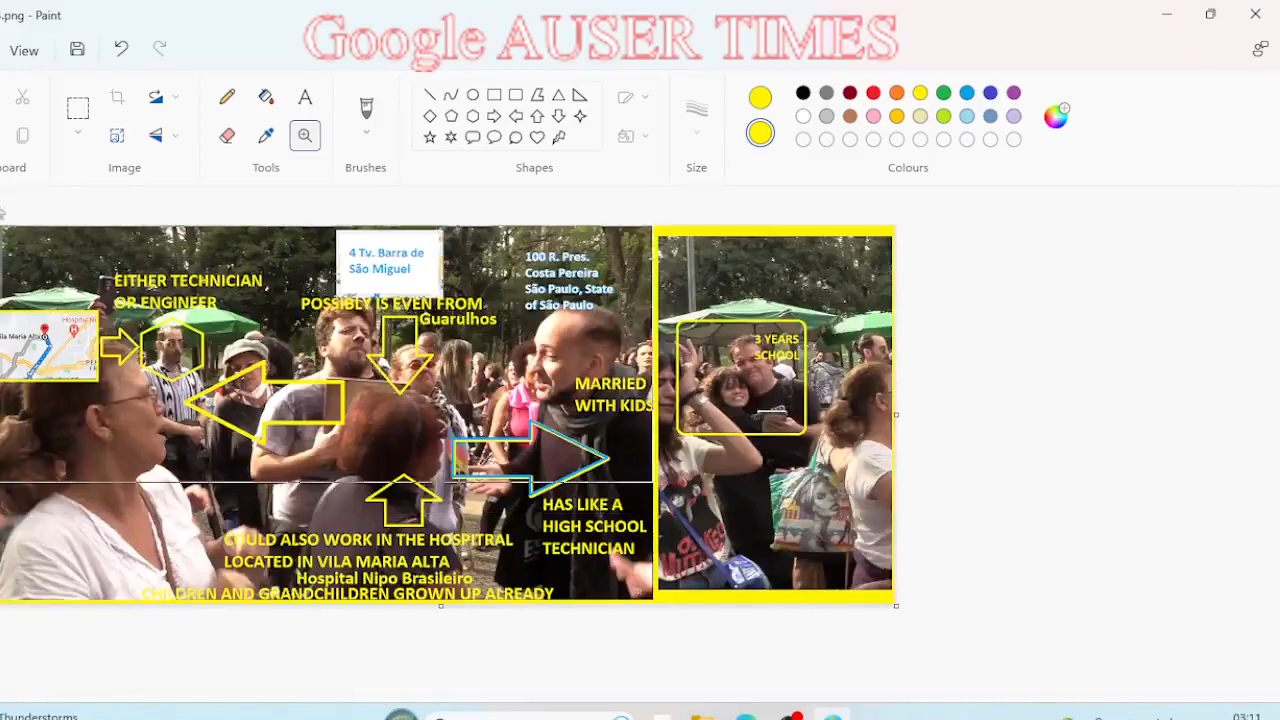 .png - Paint
Google AUSER TIMES
View
Image
Tools
Brushes
Shapes
Size
Colours
4 Tv. Barra de
São Miguel
100 R. Pres.
Costa Pereira
São Paulo, State
of São Paulo
EITHER TECHNICIAN
OR ENGINEER
POSSIBLY IS EVEN FROM
Guarulhos
3 YEARS
SCHOOL
MARRIED
WITH KIDS
HAS LIKE A
HIGH SCHOOL
TECHNICIAN
COULD ALSO WORK IN THE HOSPITRAL
LOCATED IN VILA MARIA ALTA
Hospital Nipo Brasileiro
CHILDREN AND GRANDCHILDREN GROWN UP ALREADY
Thunderstorms
03:11